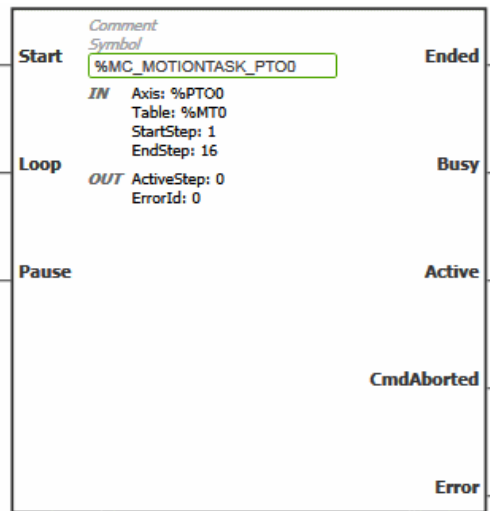 Comment
Symbol
Start
Ended
%MC_MOTIONTASK_PTO0
IN Axis: %PTO0
Table: %MT0
StartStep: 1
EndStep: 16
Loop
Busy
OUT ActiveStep: 0
ErrorId: 0
Pause
Active
CmdAborted
Error